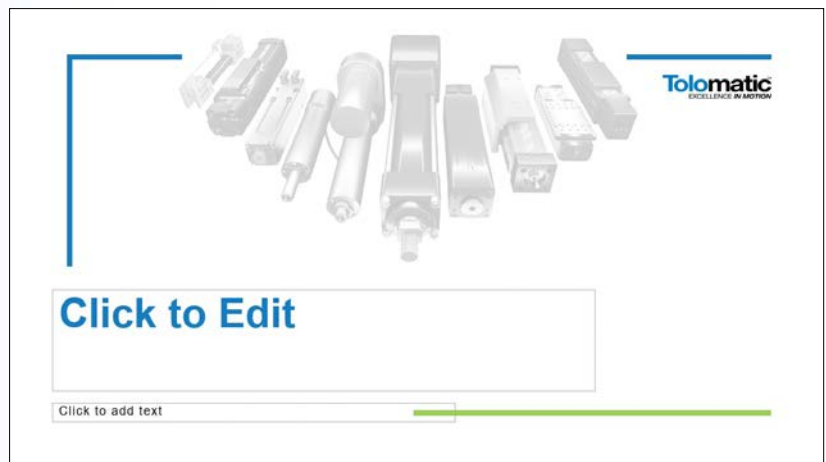 Tolomatic
EXCELLENCE IN MOTION
Click to Edit
Click to add text